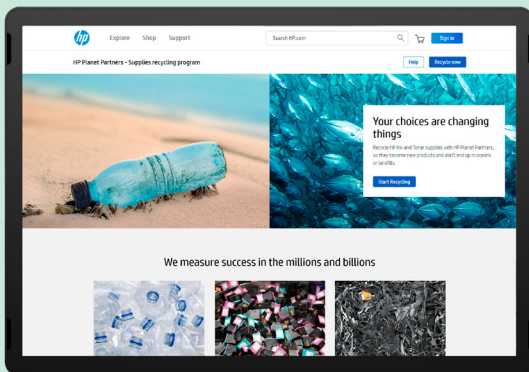 hp
Explore Shop Support
Search HP.com
Sign in
HP Planet Partners - Supplies recycling program
Help
Recycle now
Your choices are changing
things
Recycle HP Ink and Toner supplies with HP Planet Partners,
so they become new products and don't end up in oceans
or landfills.
Start Recycling
We measure success in the millions and billions